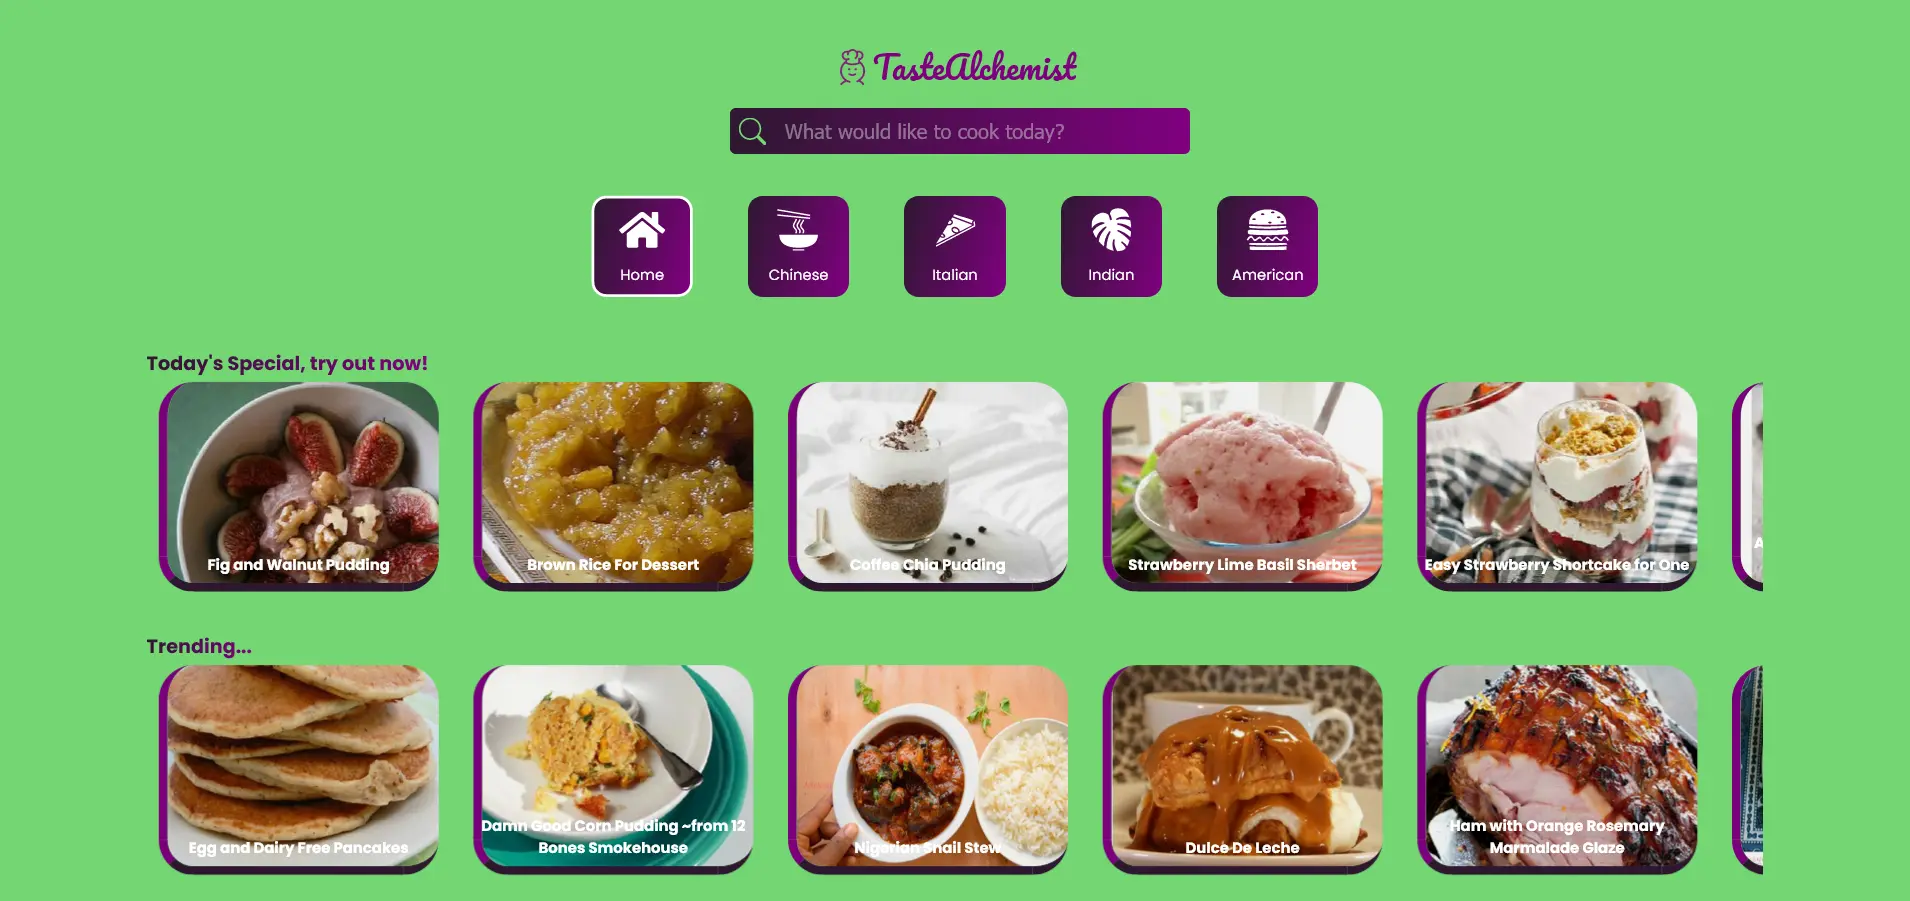 TasteAlchemist
What would like to cook today?
Home
Chinese
Italian
Indian
American
Today's Special, try out now!
Fig and Walnut Pudding
Brown Rice For Dessert
Coffee Chia Pudding
Strawberry Lime Basil Sherbet
Easy Strawberry Shortcake for One
A
Trending...
Egg and Dairy Free Pancakes
Damn Good Corn Pudding ~from 12
Bones Smokehouse
Nigerian Snail Stew
Dulce De Leche
Ham with Orange Rosemary
Marmalade Glaze